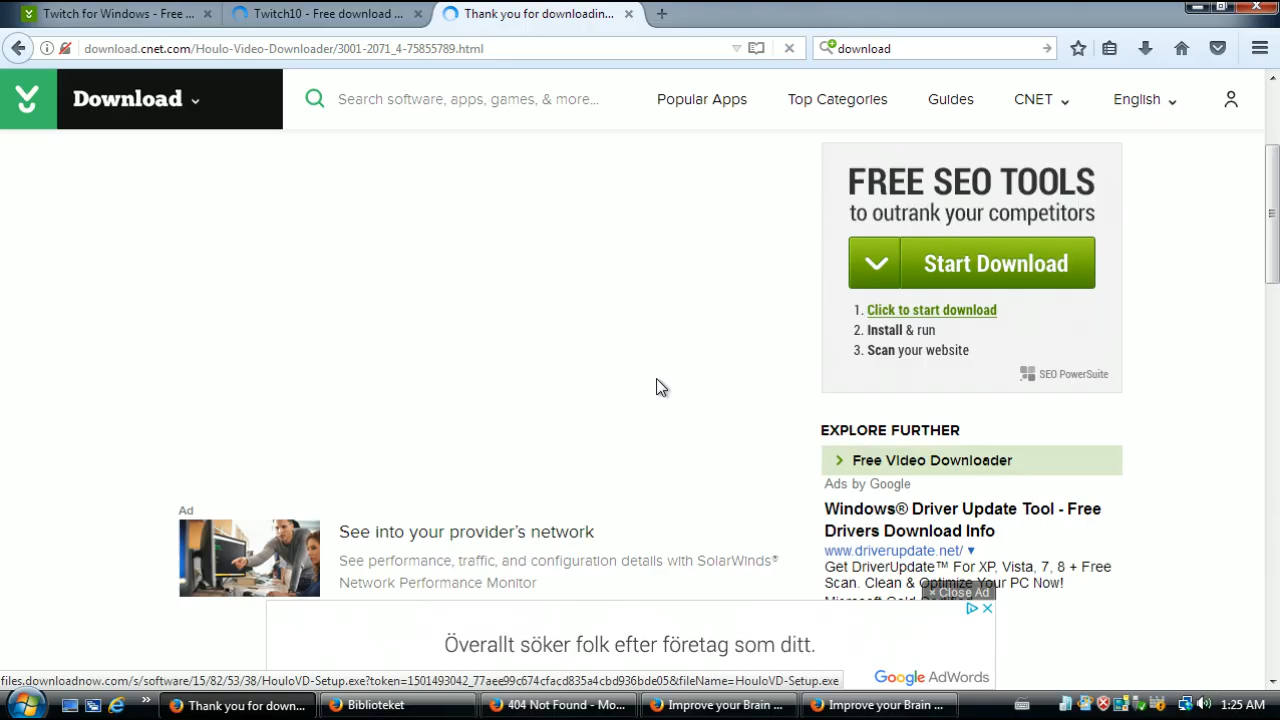 Twitch for Windows - Free ...
Twitch10 - Free download ...
Thank you for downloadin...
download.cnet.com/Houlo-Video-Downloader/3001-2071_4-75855789.html
download
Download
Search software, apps, games, & more...
Popular Apps
Top Categories
Guides
CNET
English
FREE SEO TOOLS
to outrank your competitors
Start Download
1. Click to start download
2. Install & run
3. Scan your website
SEO POWERSUITE
EXPLORE FURTHER
Free Video Downloader
Ads by Google
Windows® Driver Update Tool - Free
Drivers Download Info
www.driverupdate.net/
Get DriverUpdate™ For XP, Vista, 7, 8 + Free
Scan. Clean & Optimize Your PC Now!
Ad
See into your provider's network
See performance, traffic, and configuration details with SolarWinds®
Network Performance Monitor
× Close Ad
Överallt söker folk efter företag som ditt.
Google AdWords
files.downloadnow.com/s/software/15/82/53/38/HouloVD-Setup.exe?token=1501493042_77aee99c674cfacd835a4cbd936bde05&fileName=HouloVD-Setup.exe
Thank you for down...
Biblioteket
404 Not Found - Mo...
Improve your Brain ...
Improve your Brain ...
1:25 AM